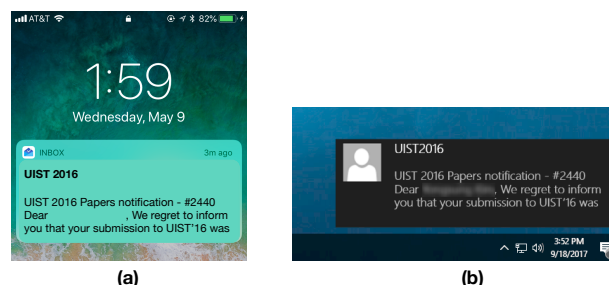 AT&T
82%
1:59
Wednesday, May 9
INBOX
3m ago
UIST 2016
UIST 2016 Papers notification - #2440
Dear , We regret to inform
you that your submission to UIST'16 was
(a)
UIST2016
UIST 2016 Papers notification - #2440
Dear , We regret to inform
you that your submission to UIST'16 was
3:52 PM
9/18/2017
(b)